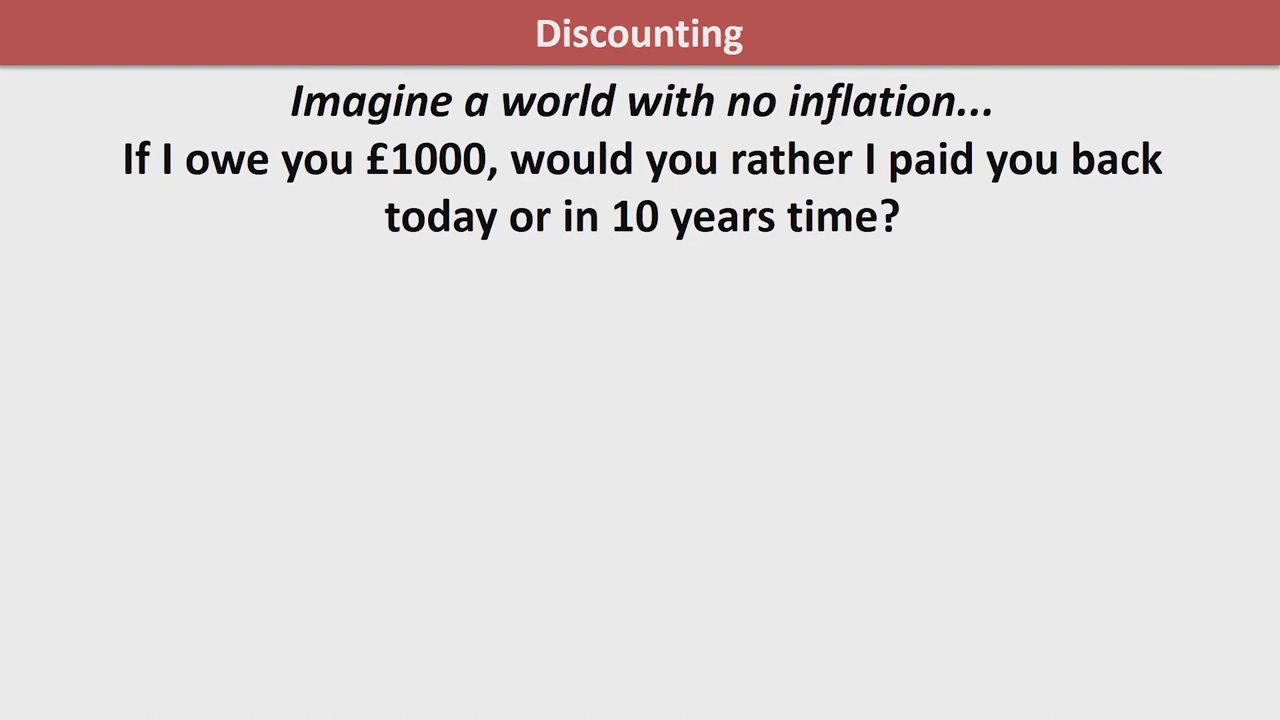 Discounting
Imagine a world with no inflation...
If I owe you £1000, would you rather I paid you back
today or in 10 years time?